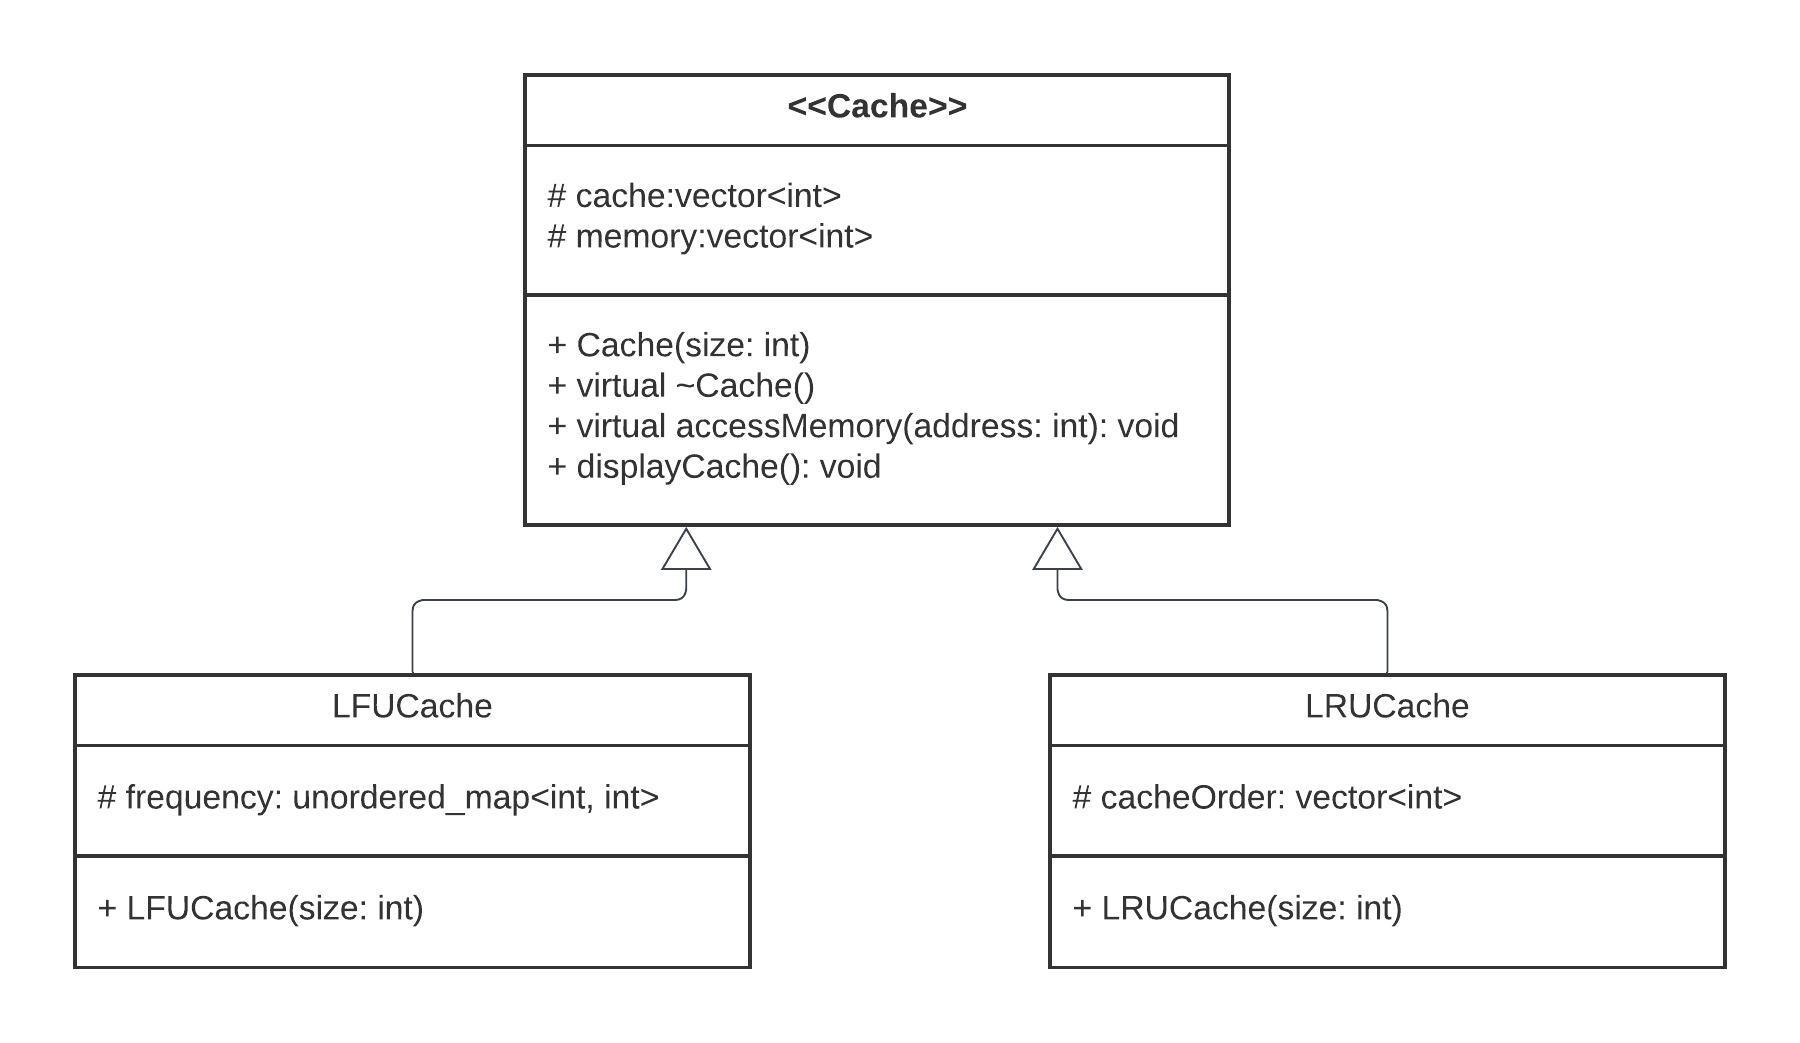 <<Cache>>
# cache:vector<int>
# memory:vector<int>
+ Cache(size: int)
+ virtual ~Cache()
+ virtual accessMemory(address: int): void
+ displayCache(): void
LFUCache
# frequency: unordered_map<int, int>
+ LFUCache(size: int)
LRUCache
# cacheOrder: vector<int>
+ LRUCache(size: int)